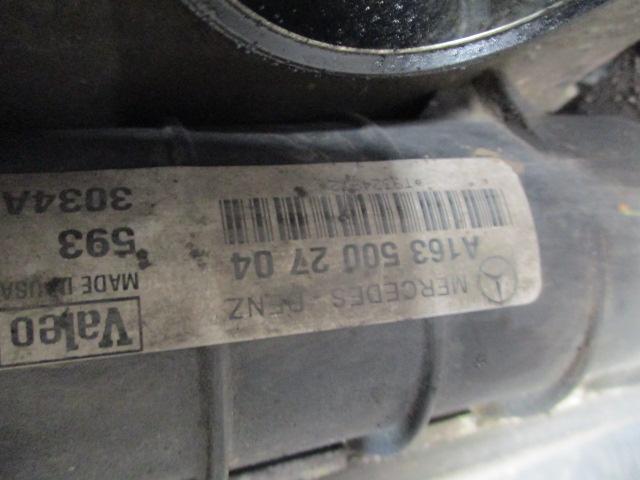 MERCEDES-BENZ
A163 500 27 04
Valeo
MADE IN USA
593
3034A